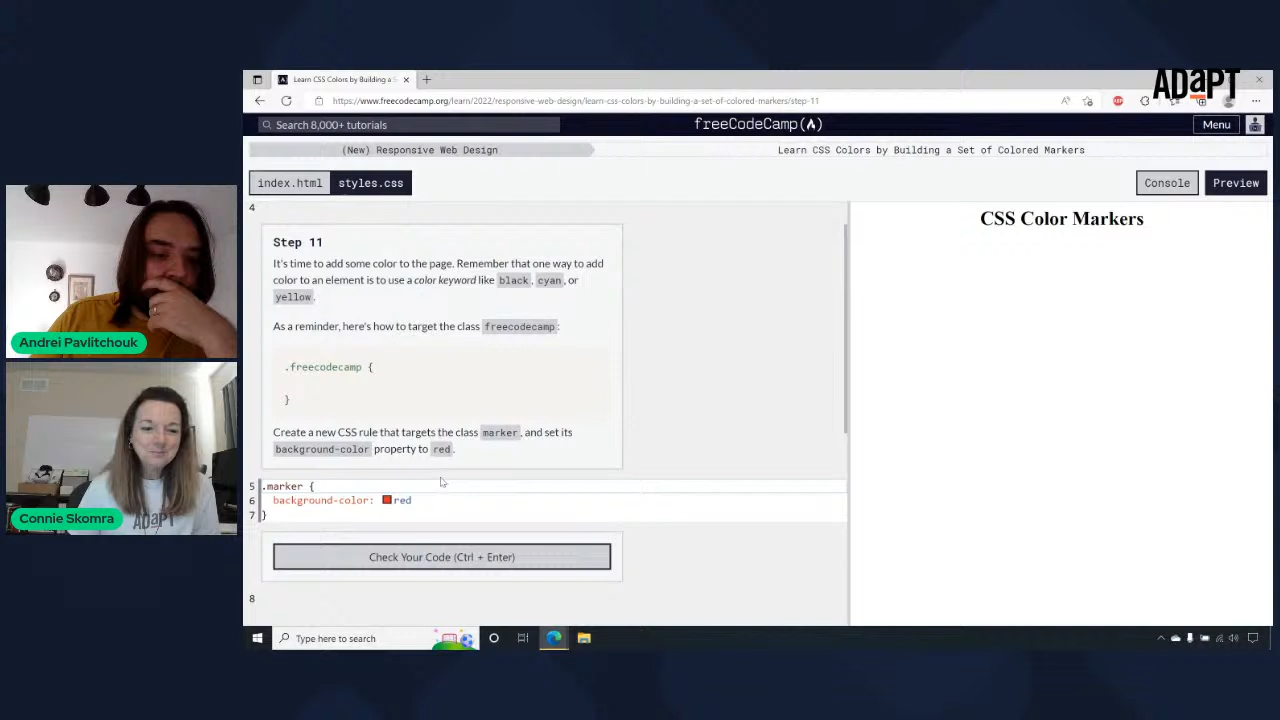 ADaPT
Learn CSS Colors by Building a S
https://www.freecodecamp.org/learn/2022/responsive-web-design/learn-css-colors-by-building-a-set-of-colored-markers/step-11
Search 8,000+ tutorials
freeCodeCamp
Menu
(New) Responsive Web Design
Learn CSS Colors by Building a Set of Colored Markers
index.html
styles.css
Console
Preview
4
Step 11
It's time to add some color to the page. Remember that one way to add
color to an element is to use a color keyword like black, cyan, or
yellow.
As a reminder, here's how to target the class freecodecamp:
.freecodecamp {
}
Create a new CSS rule that targets the class marker, and set its
background-color property to red.
5 .marker {
6 background-color: red
7 }
Check Your Code (Ctrl + Enter)
8
CSS Color Markers
Andrei Pavlitchouk
Connie Skomra
ADaPT
Type here to search